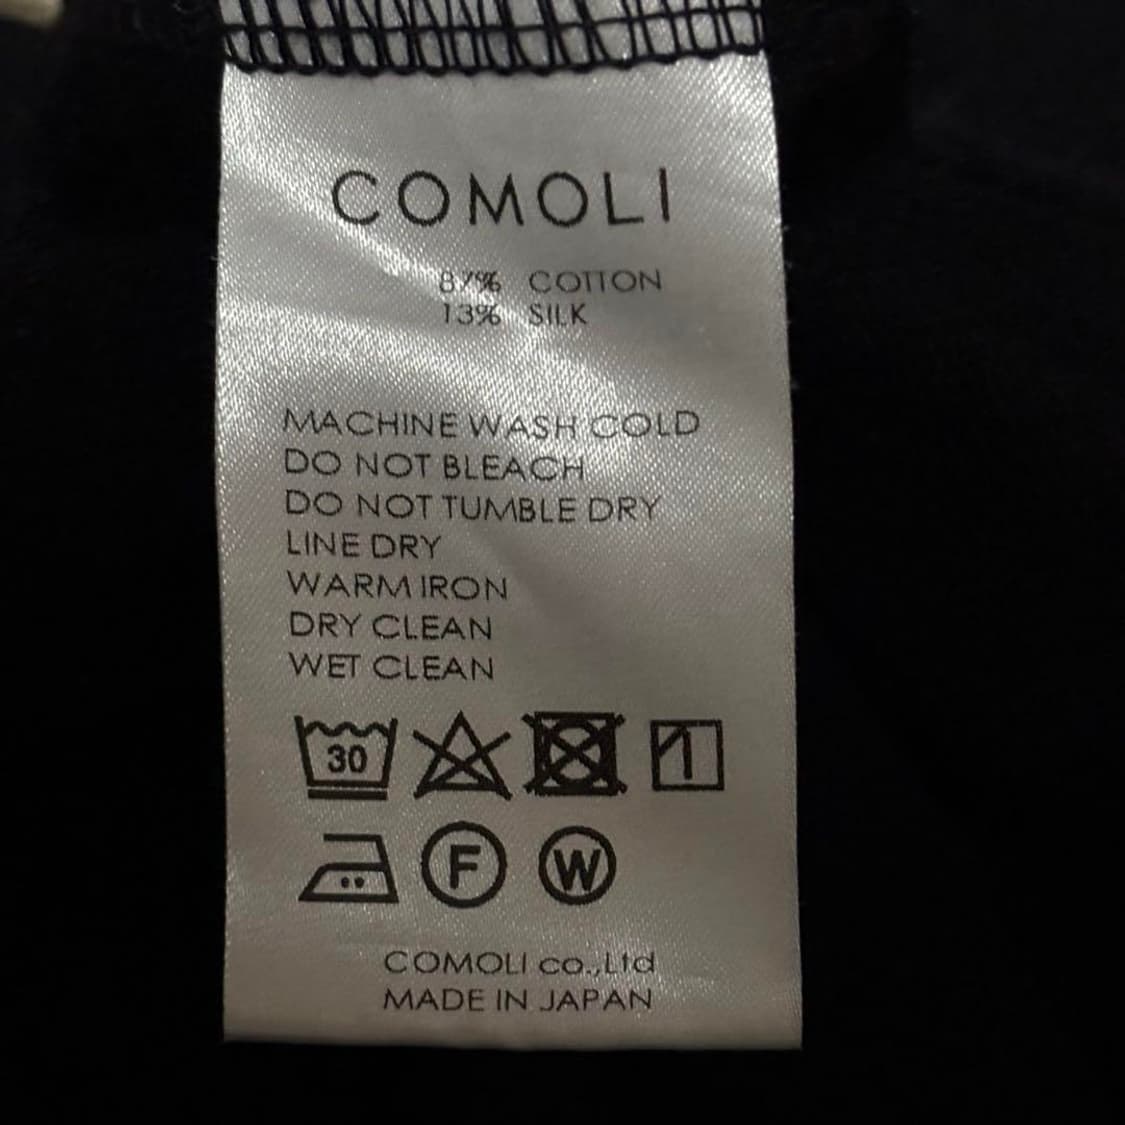 COMOLI
87% COTTON
13% SILK
MACHINE WASH COLD
DO NOT BLEACH
DO NOT TUMBLE DRY
LINE DRY
WARM IRON
DRY CLEAN
WET CLEAN
30
F W
COMOLI co.,Ltd
MADE IN JAPAN